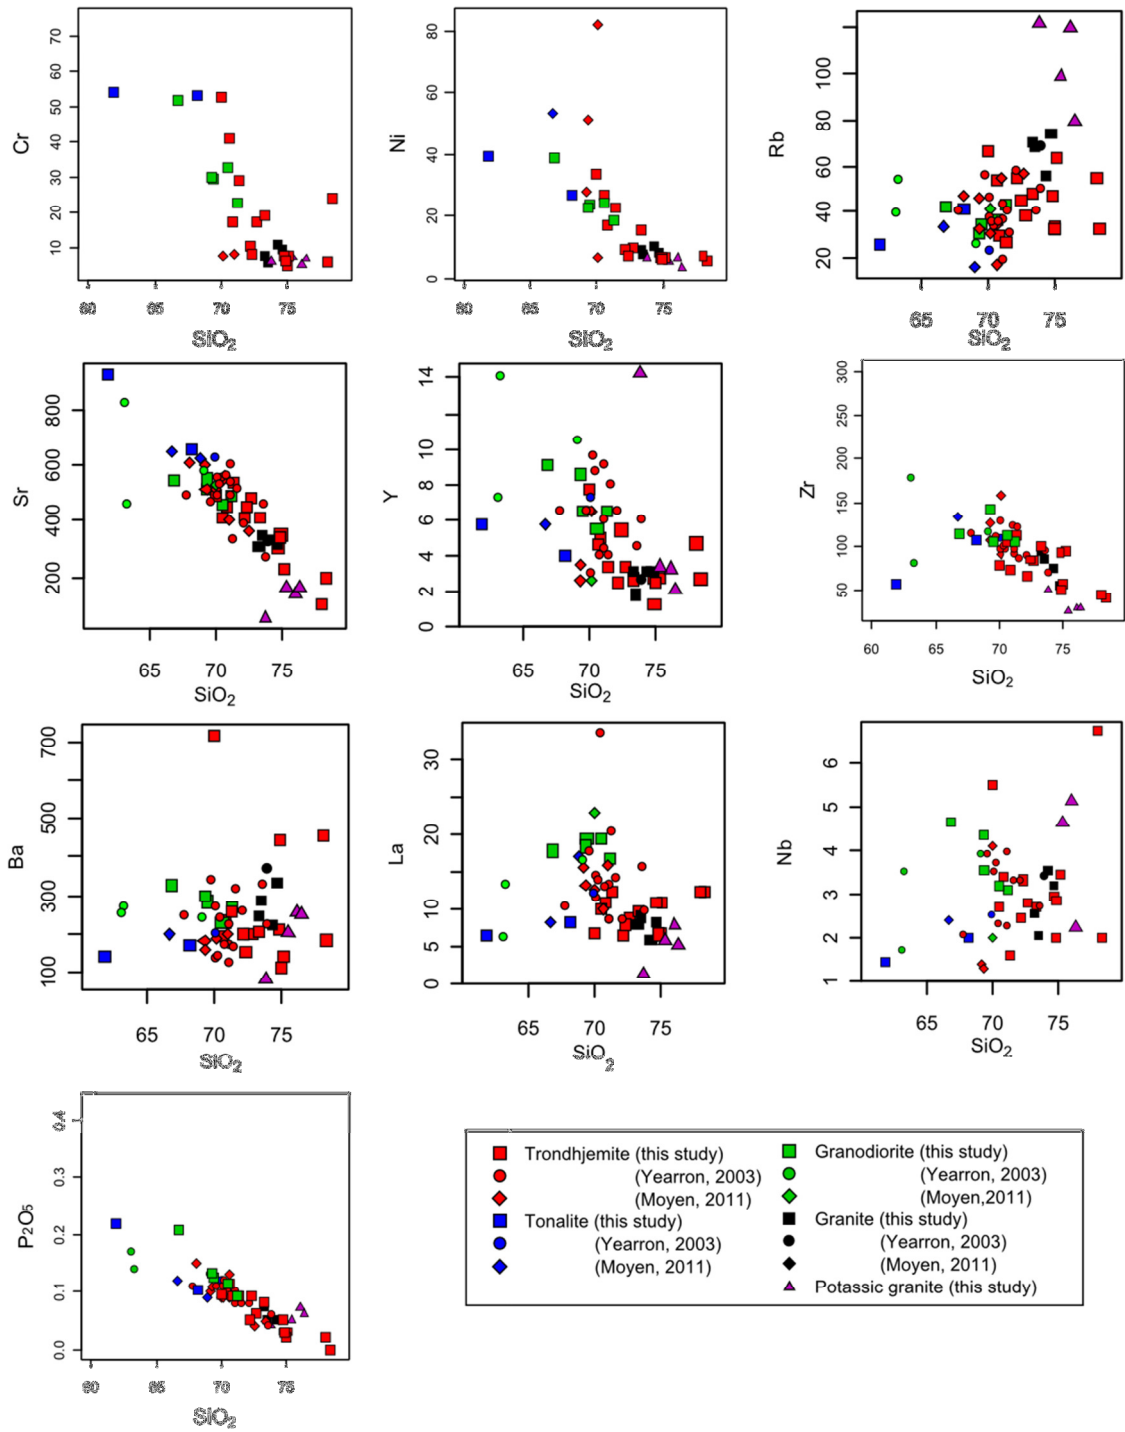 Cr
70
60
50
40
30
20
10
60 65 70 75
SiO2
Ni
80
60
40
20
0
60 65 70 75
SiO2
Rb
100
80
60
40
20
65 70 75
SiO2
Sr
800
600
400
200
65 70 75
SiO2
Y
14
10
8
6
4
2
0
65 70 75
SiO2
Zr
300
250
200
150
100
50
60 65 70 75
SiO2
Ba
700
500
300
100
65 70 75
SiO2
La
30
20
10
5
0
65 70 75
SiO2
Nb
6
5
4
3
2
1
65 70 75
SiO2
P2O5
0.4
0.3
0.2
0.1
0.0
60 65 70 75
SiO2
Trondhjemite (this study)
(Yearron, 2003)
(Moyen, 2011)
Tonalite (this study)
(Yearron, 2003)
(Moyen, 2011)
Granodiorite (this study)
(Yearron, 2003)
(Moyen,2011)
Granite (this study)
(Yearron, 2003)
(Moyen, 2011)
Potassic granite (this study)